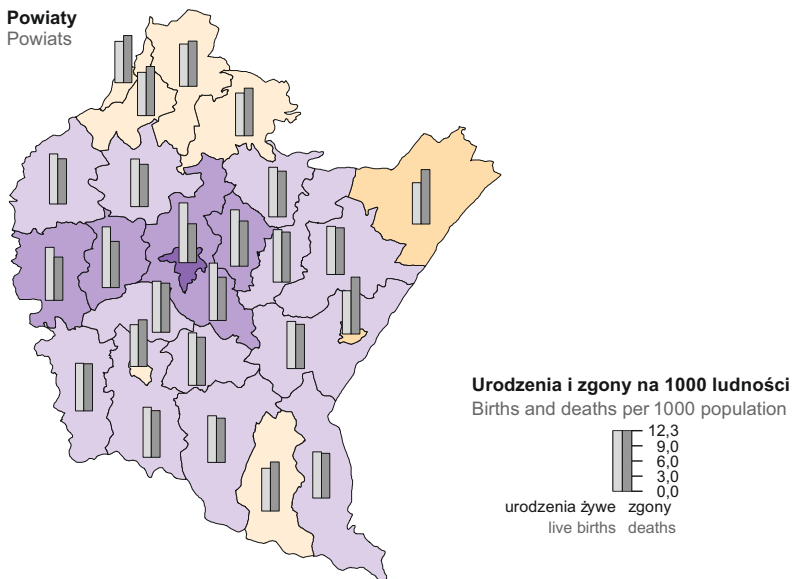 Powiaty
Powiats
Urodzenia i zgony na 1000 ludności
Births and deaths per 1000 population
12,3
9,0
6,0
3,0
0,0
urodzenia żywe zgony
live births deaths